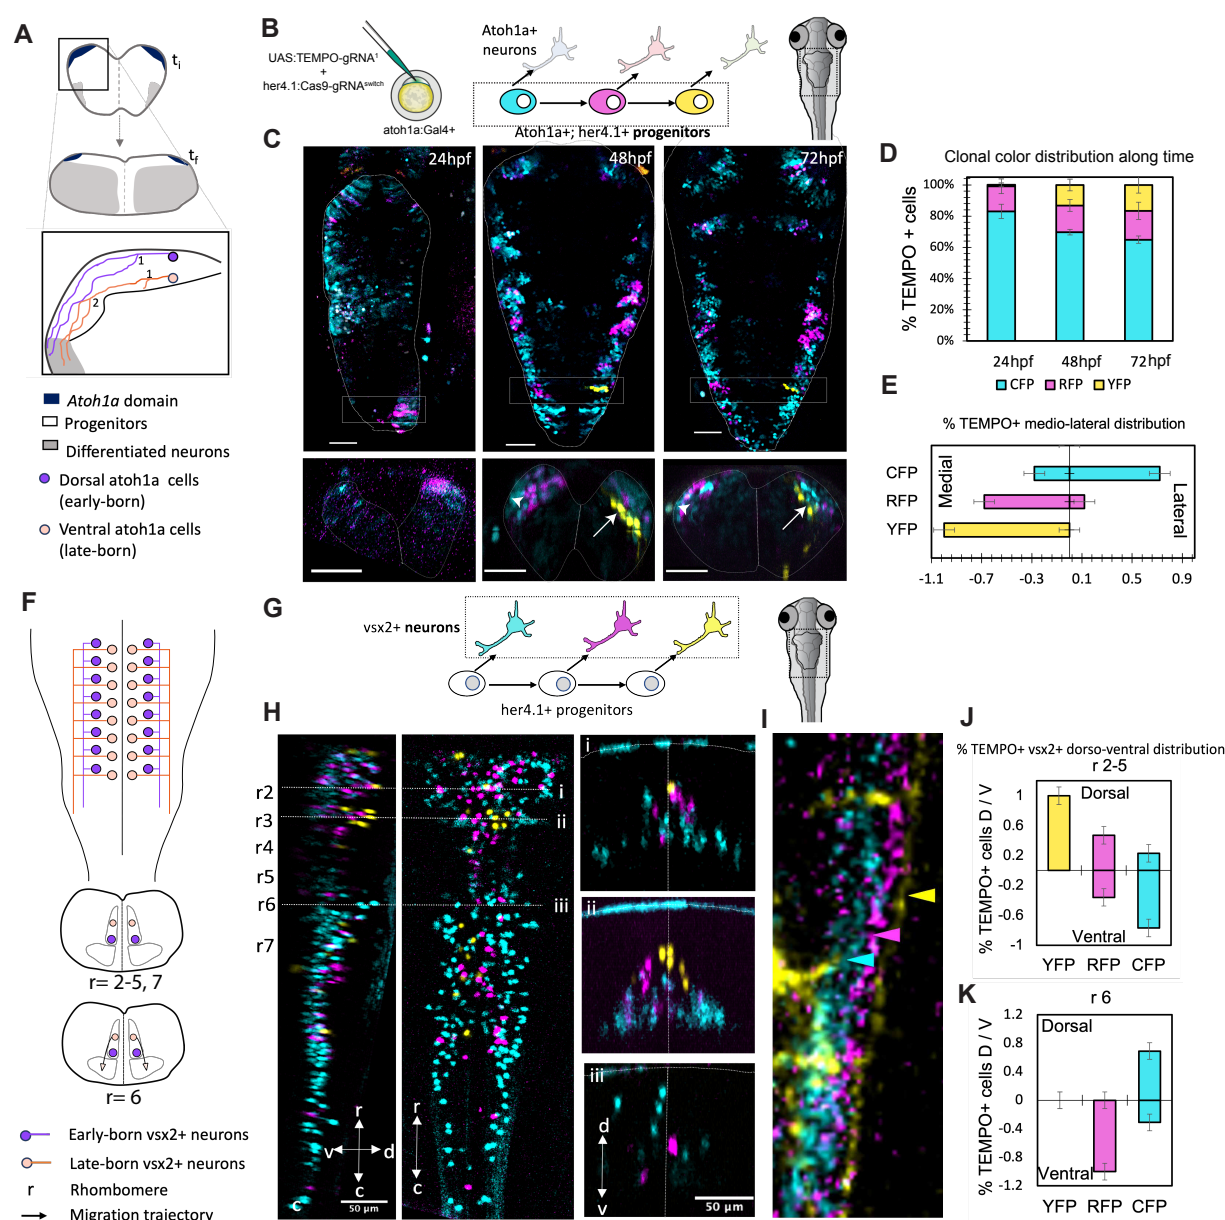 A
t_i
t_f
1
1
2
Atoh1a domain
Progenitors
Differentiated neurons
Dorsal atoh1a cells
(early-born)
Ventral atoh1a cells
(late-born)
B
UAS:TEMPO-gRNA¹
+
her4.1:Cas9-gRNAˢʷⁱᵗᶜʰ
atoh1a:Gal4+
Atoh1a+
neurons
Atoh1a+; her4.1+ progenitors
C
24hpf
48hpf
72hpf
D
Clonal color distribution along time
% TEMPO + cells
100%
80%
60%
40%
20%
0%
24hpf
48hpf
72hpf
CFP
RFP
YFP
E
% TEMPO+ medio-lateral distribution
CFP
RFP
YFP
Medial
Lateral
-1.1
-0.7
-0.3
0.1
0.5
0.9
F
r= 2-5, 7
r= 6
Early-born vsx2+ neurons
Late-born vsx2+ neurons
r
Rhombomere
Migration trajectory
G
vsx2+ neurons
her4.1+ progenitors
H
r2
r3
r4
r5
r6
r7
i
ii
iii
r
v
d
c
c
50 µm
r
c
i
ii
iii
d
v
50 µm
I
J
% TEMPO+ vsx2+ dorso-ventral distribution
r 2-5
% TEMPO+ cells D / V
1
0.6
0.2
-0.2
-0.6
-1
Dorsal
Ventral
YFP
RFP
CFP
K
r 6
% TEMPO+ cells D / V
1.2
0.8
0.4
0
-0.4
-0.8
-1.2
Dorsal
Ventral
YFP
RFP
CFP